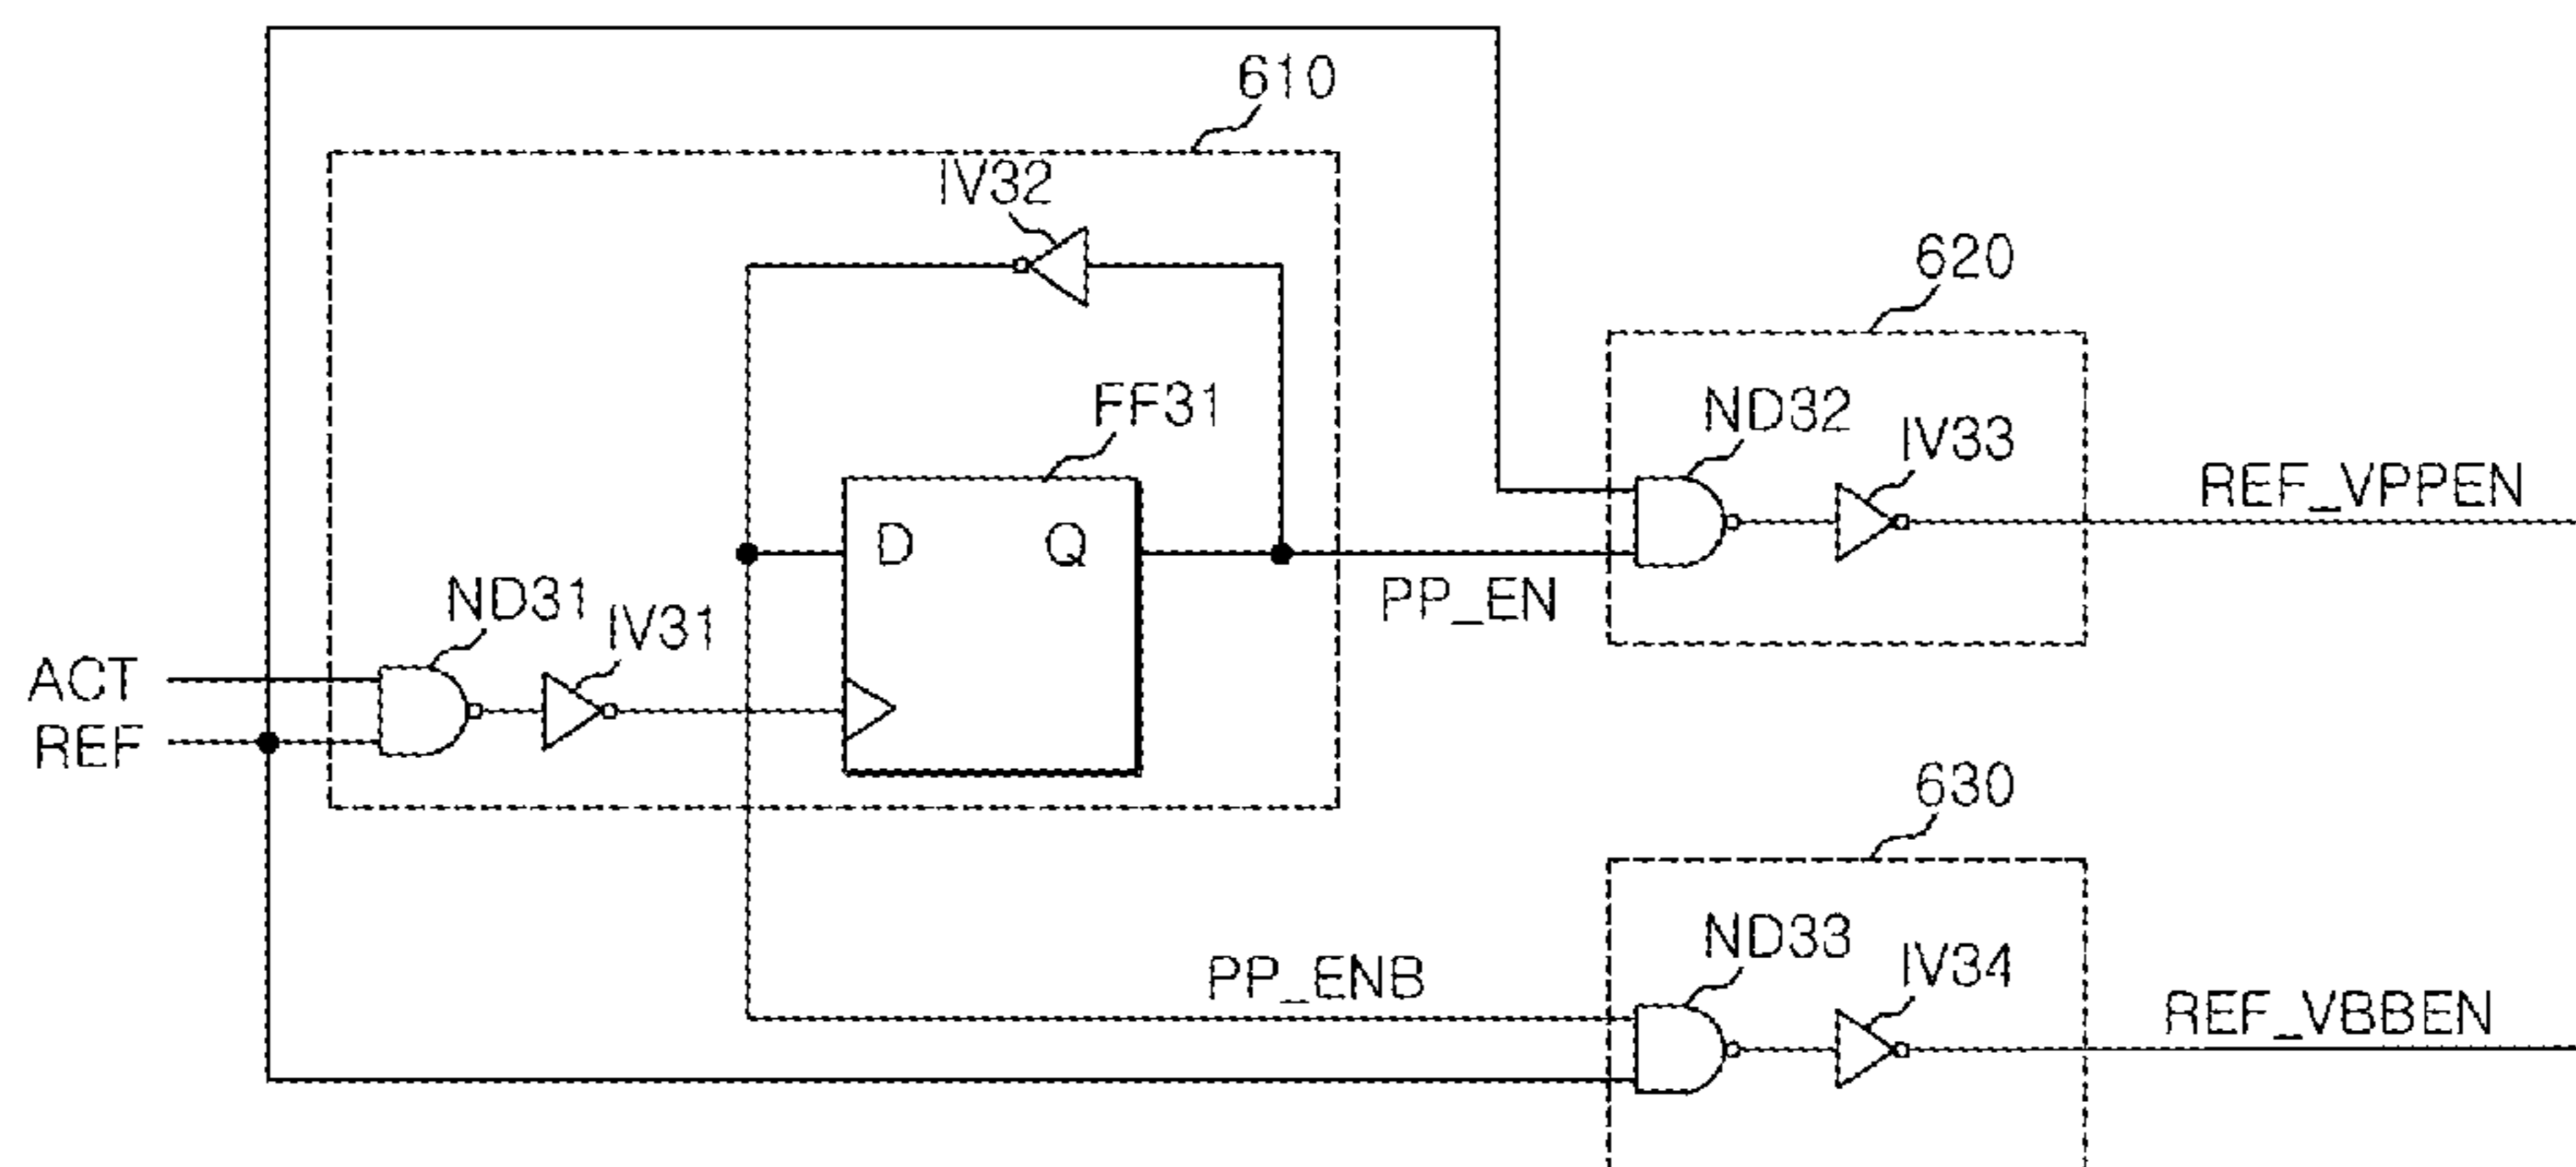 610
IV32
620
FF31
ND32
IV33
REF_VPPEN
D
Q
PP_EN
ND31
IV31
ACT
REF
630
ND33
IV34
PP_ENB
REF_VBBEN